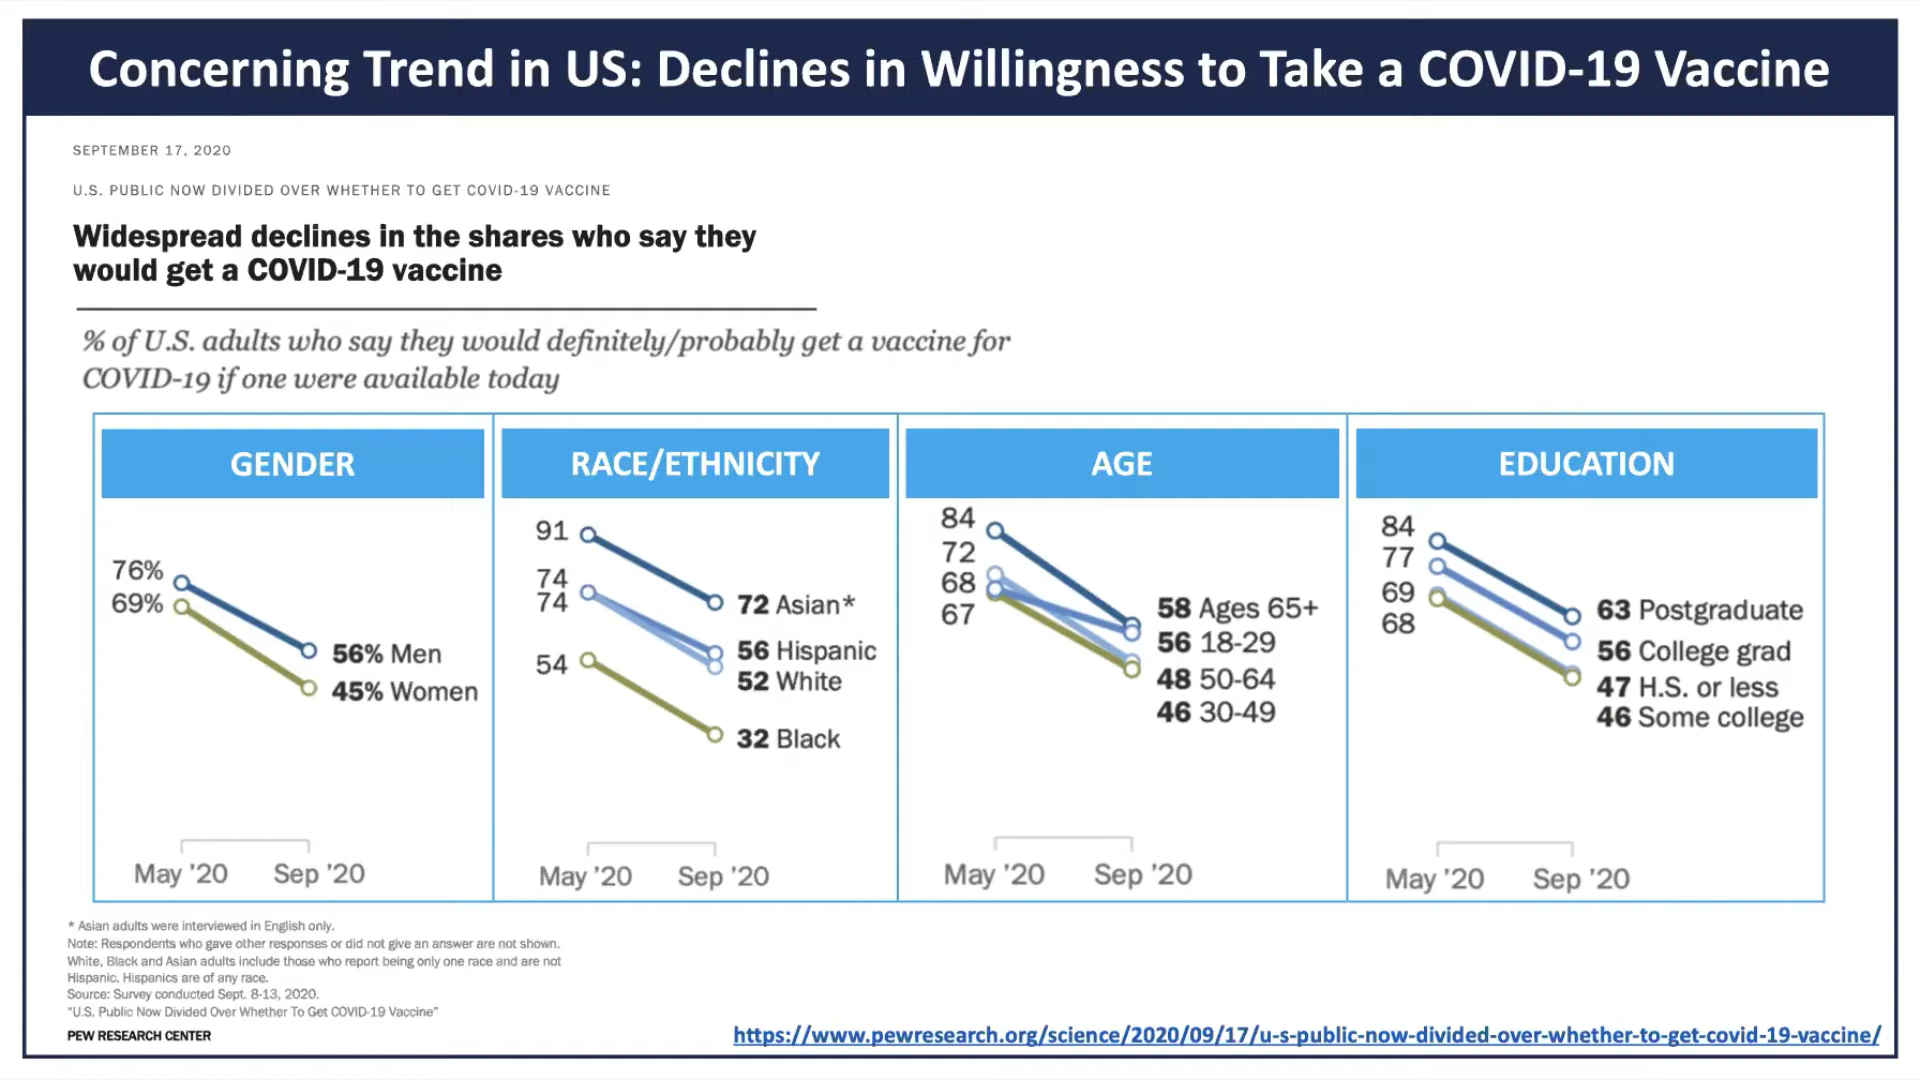 Concerning Trend in US: Declines in Willingness to Take a COVID-19 Vaccine
SEPTEMBER 17, 2020
U.S. PUBLIC NOW DIVIDED OVER WHETHER TO GET COVID-19 VACCINE
Widespread declines in the shares who say they
would get a COVID-19 vaccine
% of U.S. adults who say they would definitely/probably get a vaccine for
COVID-19 if one were available today
GENDER
76%
69%
56% Men
45% Women
May '20 Sep '20
RACE/ETHNICITY
91
74
74
54
72 Asian*
56 Hispanic
52 White
32 Black
May '20 Sep '20
AGE
84
72
68
67
58 Ages 65+
56 18-29
48 50-64
46 30-49
May '20 Sep '20
EDUCATION
84
77
69
68
63 Postgraduate
56 College grad
47 H.S. or less
46 Some college
May '20 Sep '20
* Asian adults were interviewed in English only.
Note: Respondents who gave other responses or did not give an answer are not shown.
White, Black and Asian adults include those who report being only one race and are not
Hispanic. Hispanics are of any race.
Source: Survey conducted Sept. 8-13, 2020.
"U.S. Public Now Divided Over Whether To Get COVID-19 Vaccine"
PEW RESEARCH CENTER
https://www.pewresearch.org/science/2020/09/17/u-s-public-now-divided-over-whether-to-get-covid-19-vaccine/